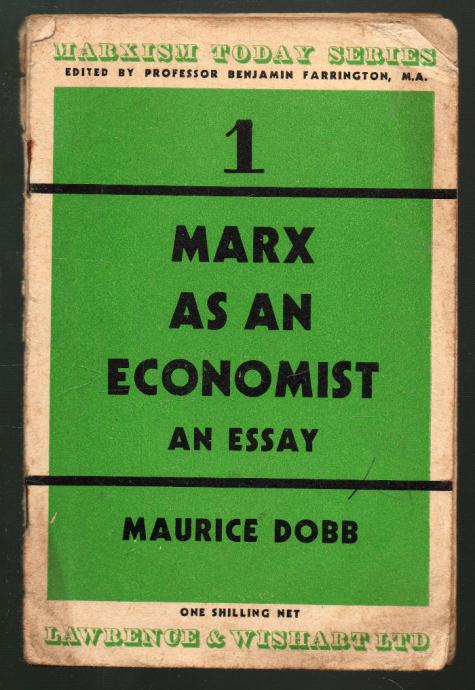 MARXISM TODAY SERIES
EDITED BY PROFESSOR BENJAMIN FARRINGTON, M.A.
1
MARX
AS AN
ECONOMIST
AN ESSAY
MAURICE DOBB
ONE SHILLING NET
LAWRENCE & WISHART LTD